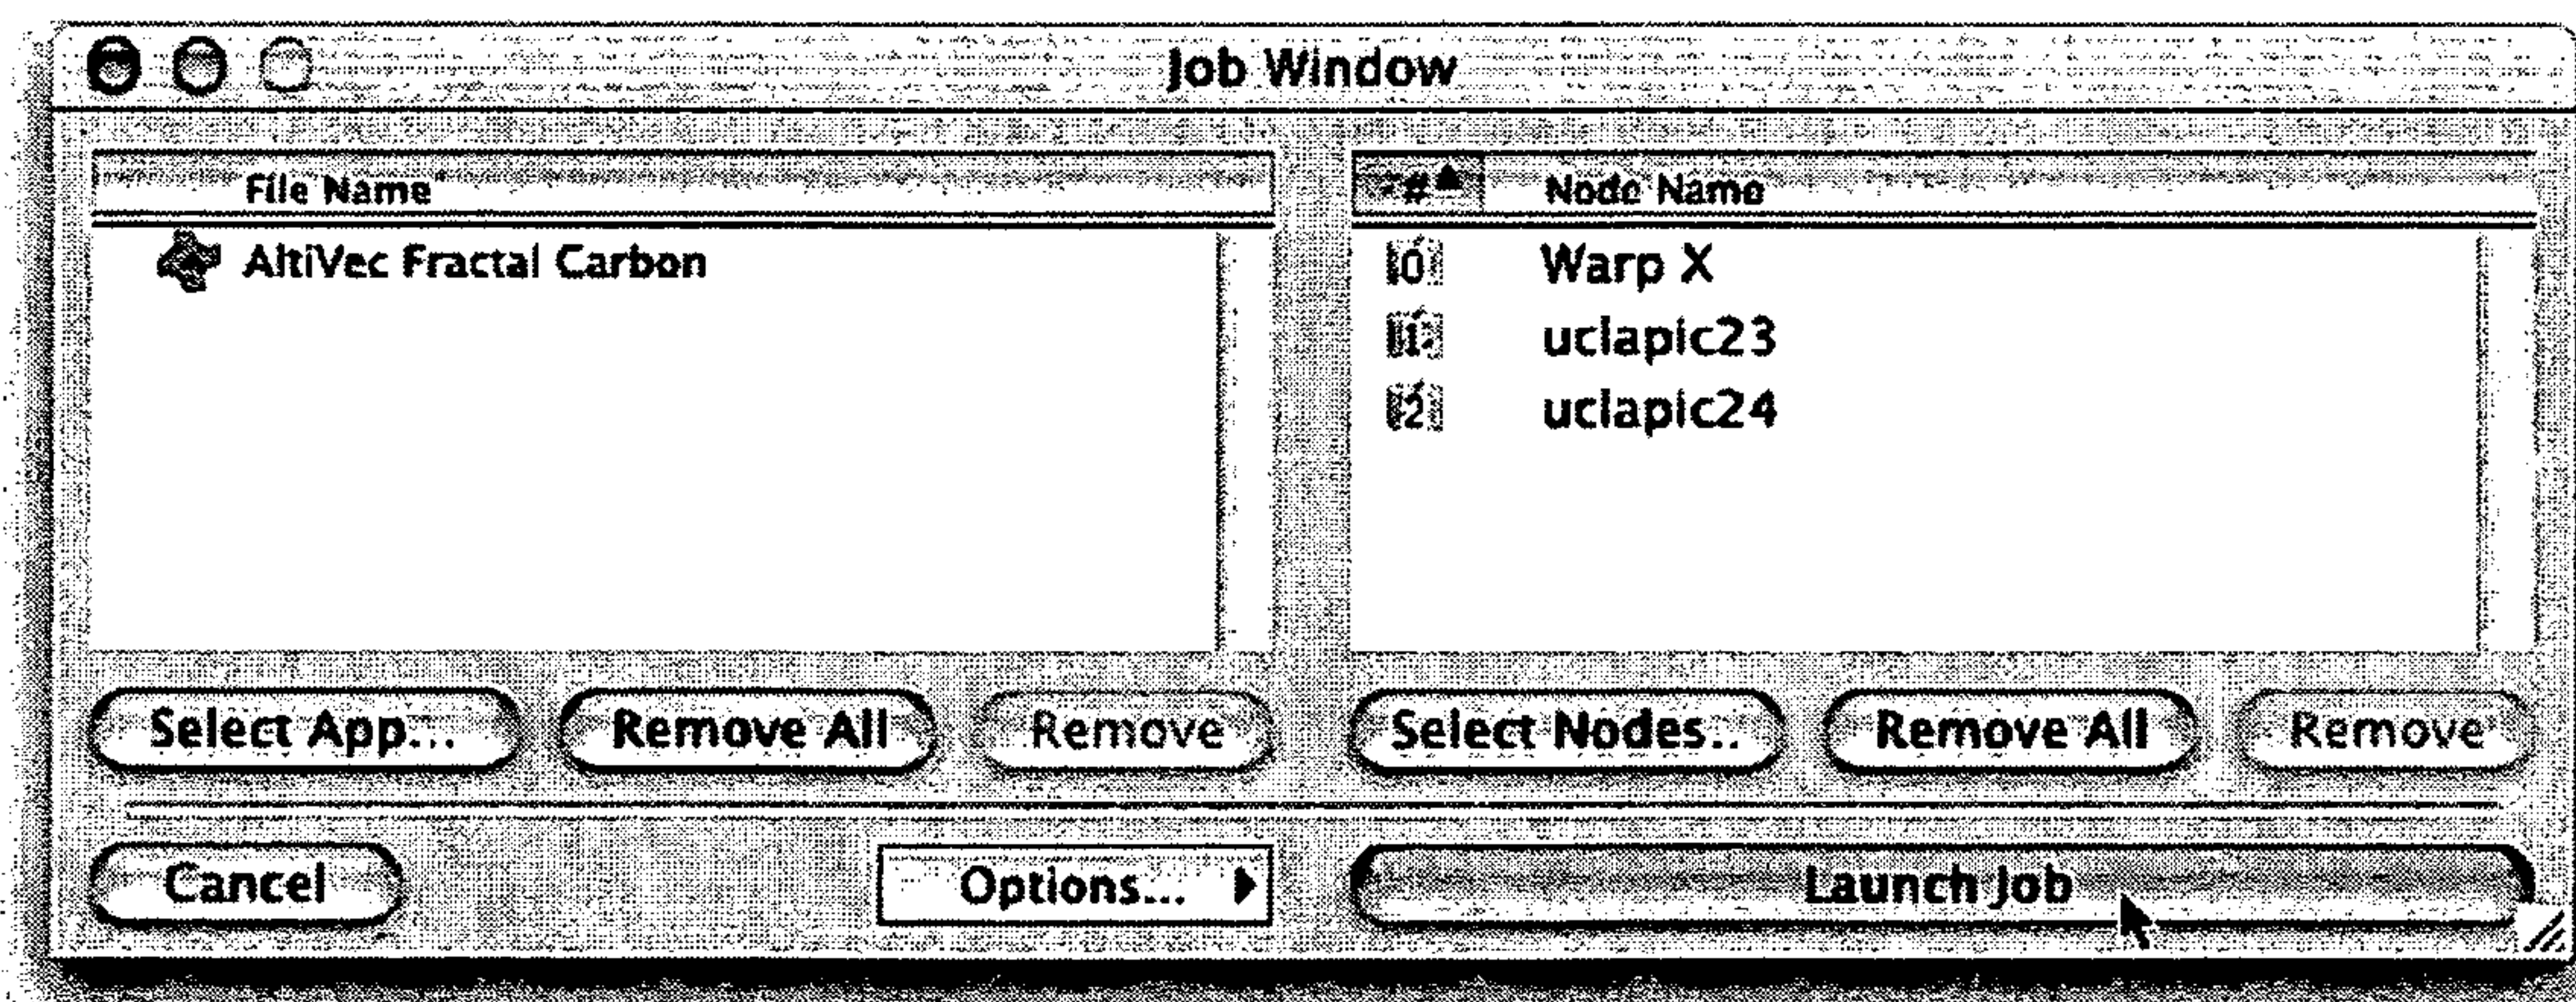 Job Window
File Name
AltiVec Fractal Carbon
# Node Name
0 Warp X
1 uclapic23
2 uclapic24
Select App... Remove All Remove Select Nodes... Remove All Remove
Cancel Options... Launch Job